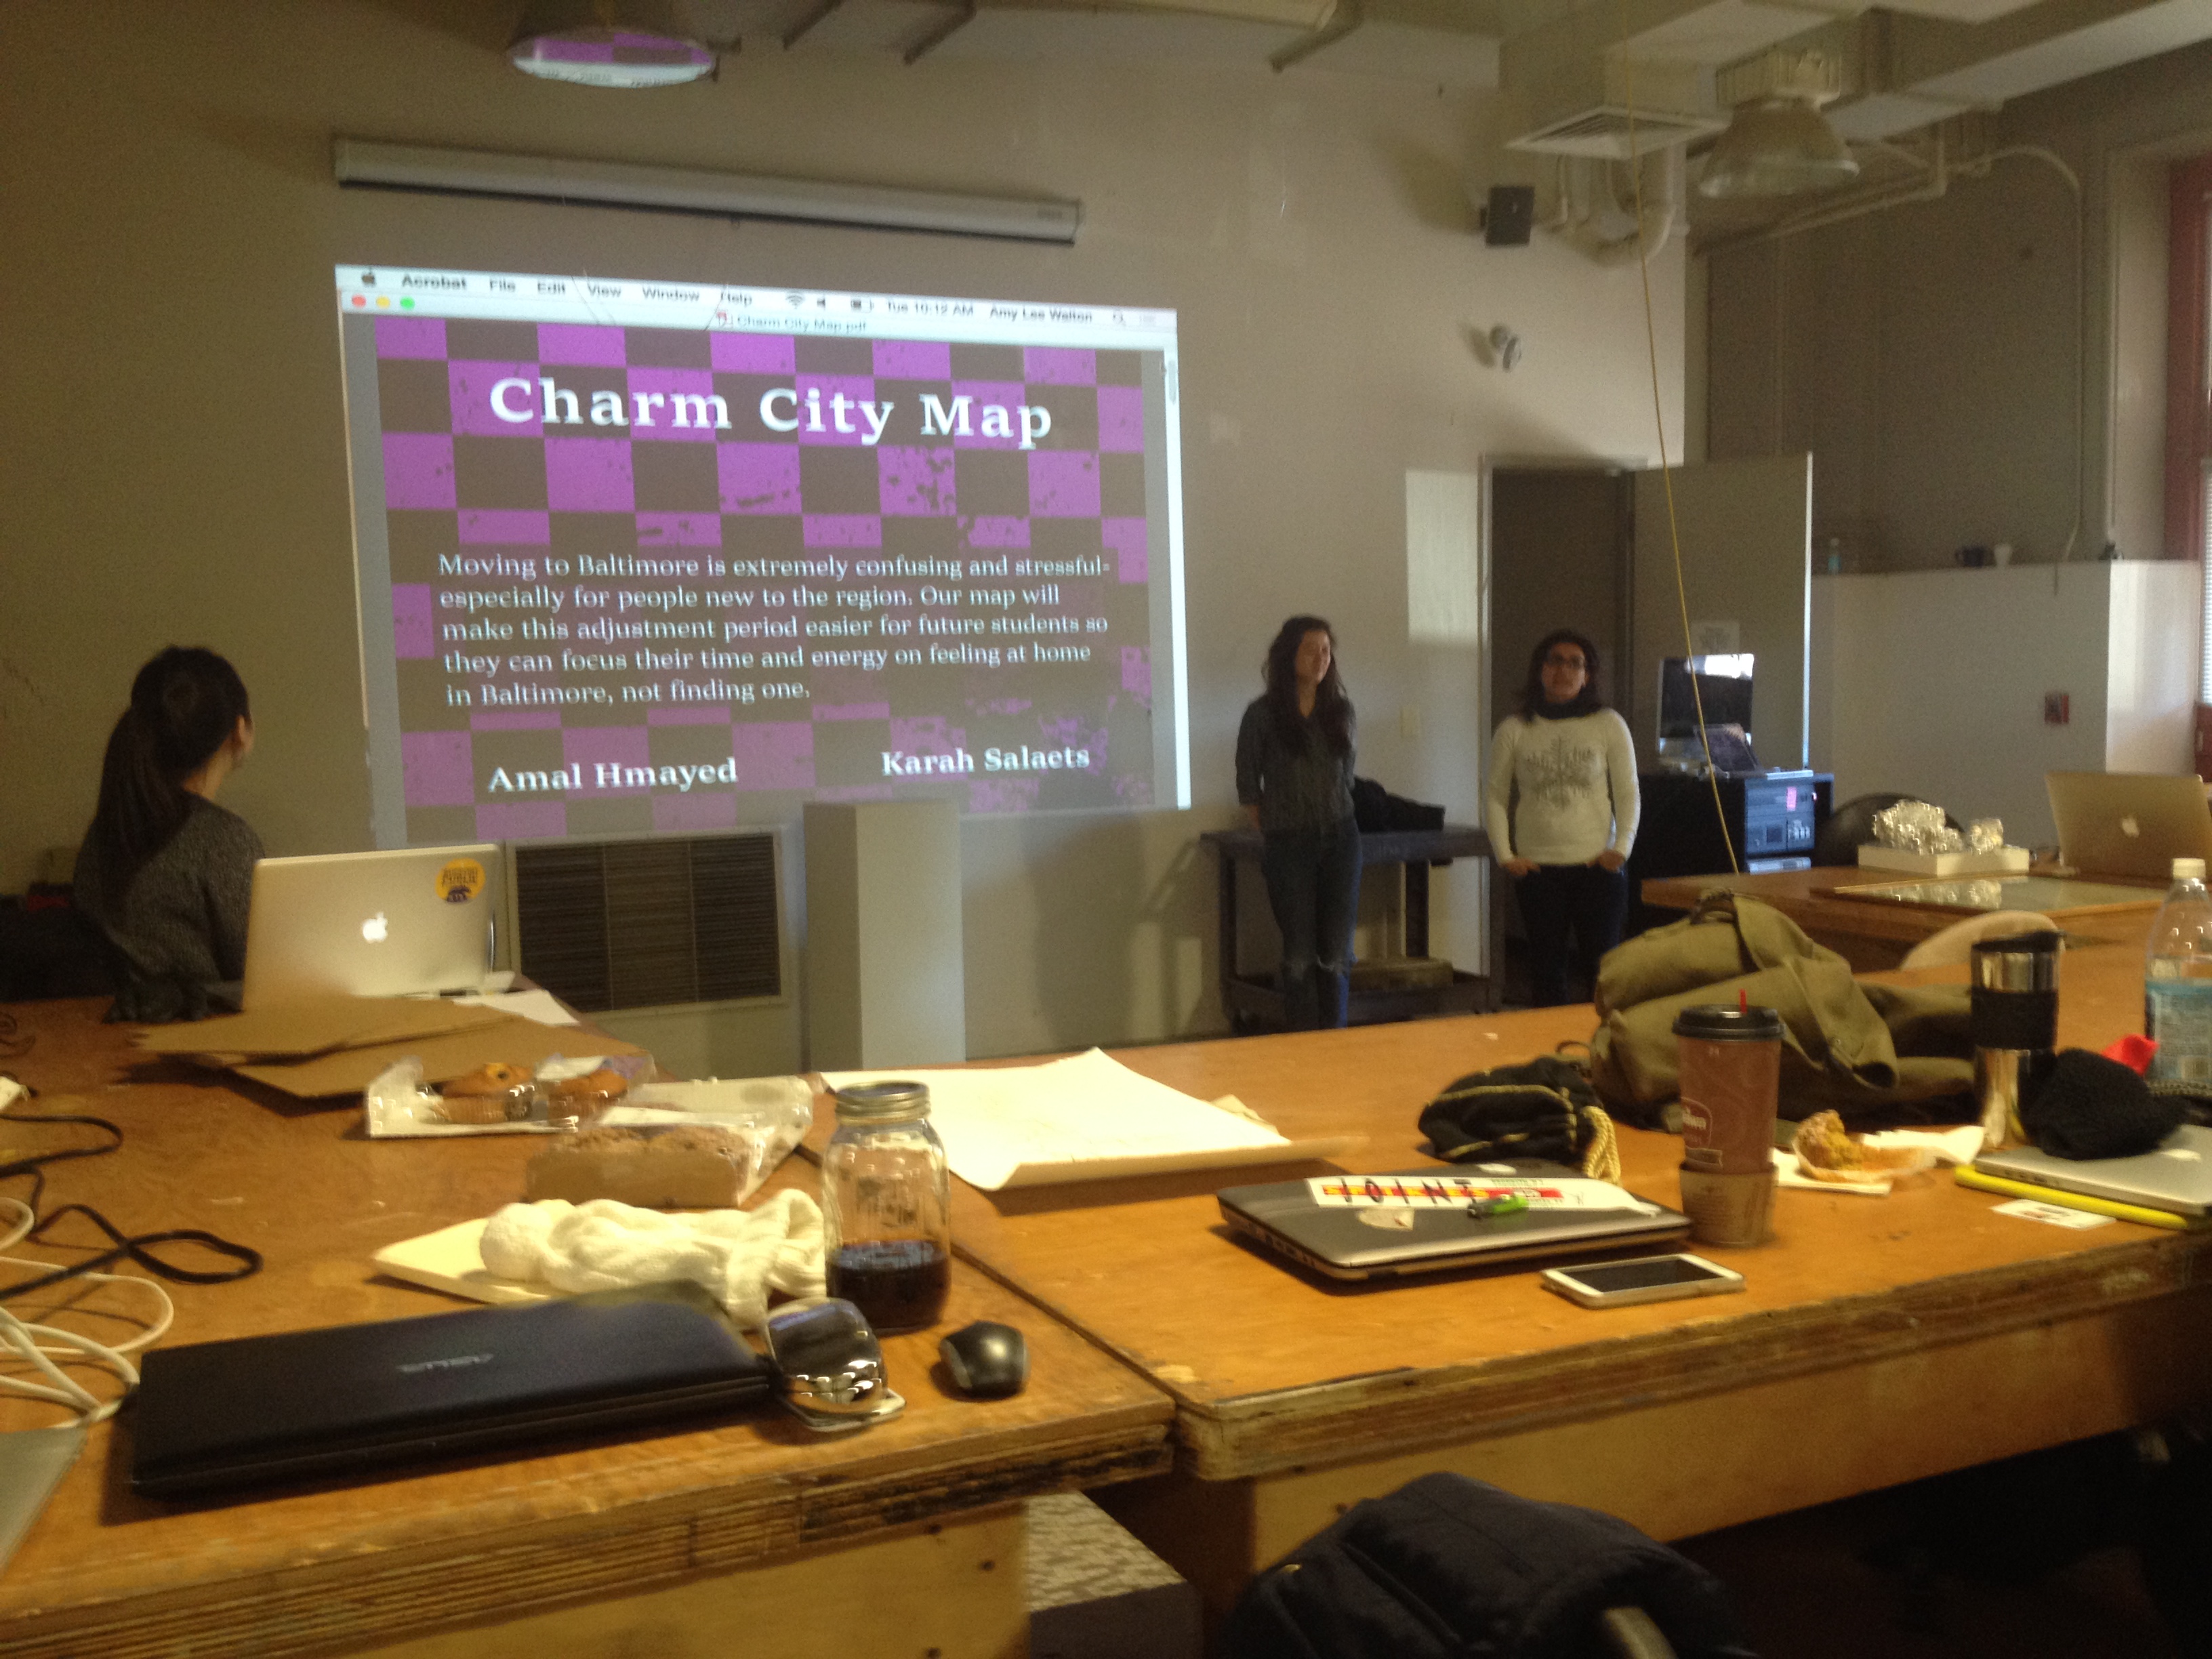 Acrobat File Edit View Window Help Tue 10:12 AM Amy Lee Walton
Charm City Map.pdf
Charm City Map
Moving to Baltimore is extremely confusing and stressful-
especially for people new to the region. Our map will
make this adjustment period easier for future students so
they can focus their time and energy on feeling at home
in Baltimore, not finding one.
Amal Hmayed
Karah Salaets
JOINT
ASUS